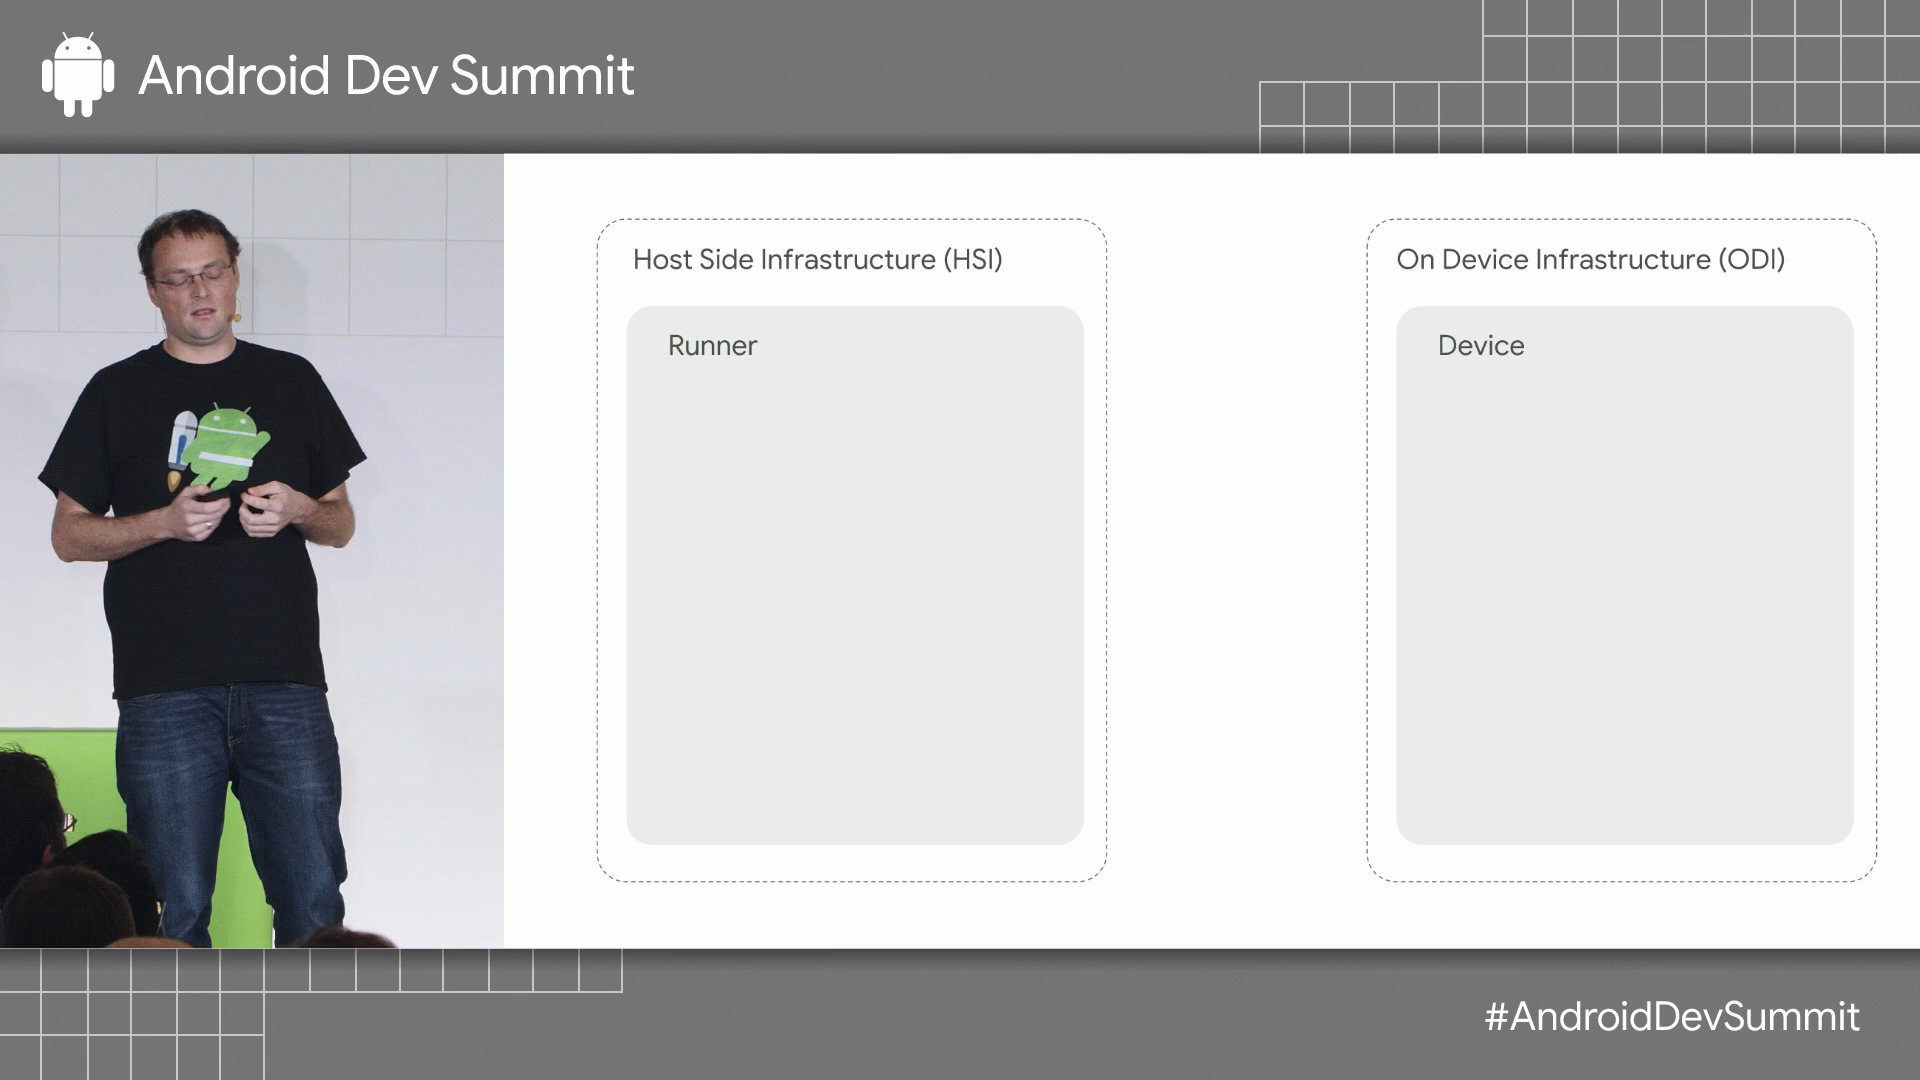 Android Dev Summit
Host Side Infrastructure (HSI)
Runner
On Device Infrastructure (ODI)
Device
#AndroidDevSummit